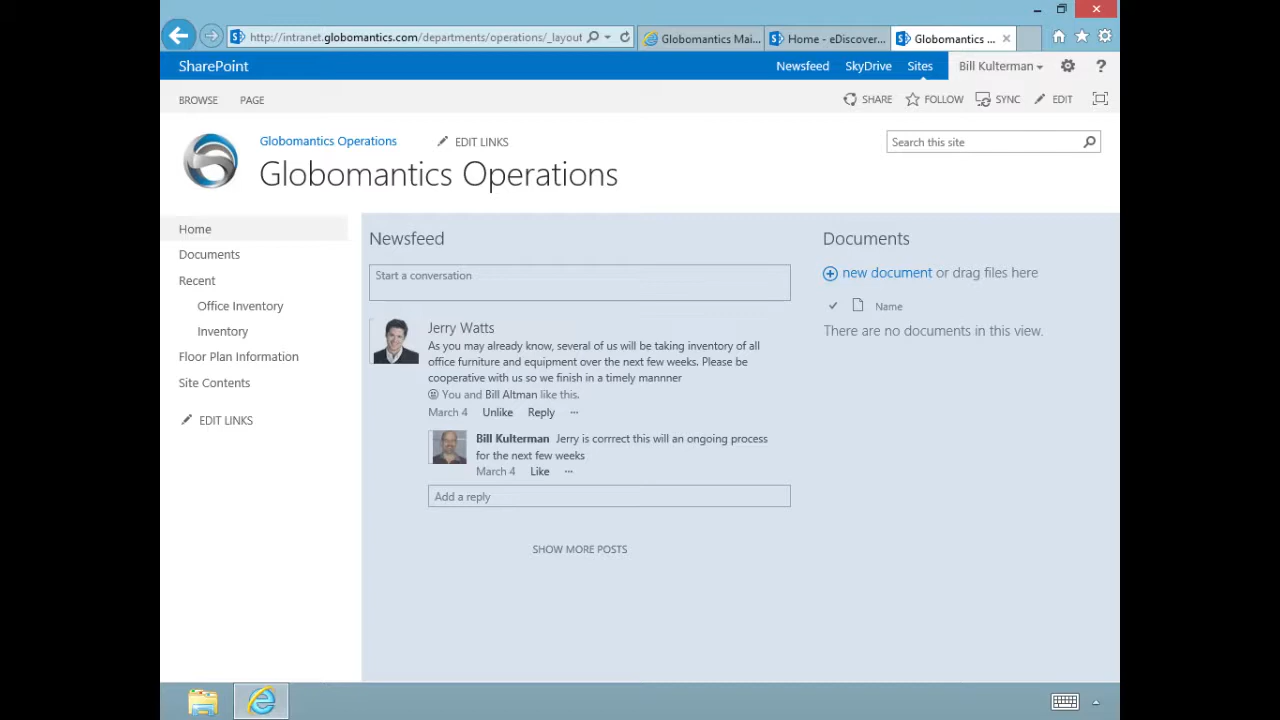 http://intranet.globomantics.com/departments/operations/_layout
Globomantics Mai...
Home - eDiscover...
Globomantics ...
SharePoint
Newsfeed
SkyDrive
Sites
Bill Kulterman
?
BROWSE
PAGE
SHARE
FOLLOW
SYNC
EDIT
Globomantics Operations
EDIT LINKS
Search this site
Globomantics Operations
Home
Documents
Recent
Office Inventory
Inventory
Floor Plan Information
Site Contents
EDIT LINKS
Newsfeed
Start a conversation
Jerry Watts
As you may already know, several of us will be taking inventory of all
office furniture and equipment over the next few weeks. Please be
cooperative with us so we finish in a timely mannner
You and Bill Altman like this.
March 4 Unlike Reply ...
Bill Kulterman Jerry is corrrect this will an ongoing process
for the next few weeks
March 4 Like ...
Add a reply
SHOW MORE POSTS
Documents
new document or drag files here
Name
There are no documents in this view.